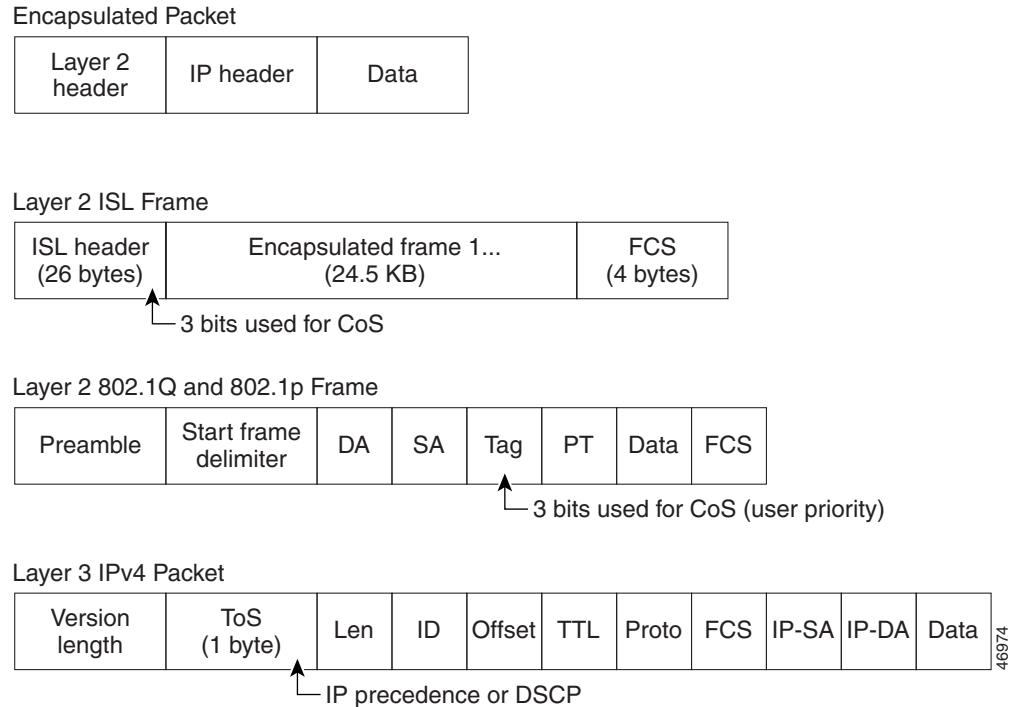 Encapsulated Packet
Layer 2
header
IP header
Data
Layer 2 ISL Frame
ISL header
(26 bytes)
Encapsulated frame 1...
(24.5 KB)
FCS
(4 bytes)
3 bits used for CoS
Layer 2 802.1Q and 802.1p Frame
Preamble
Start frame
delimiter
DA
SA
Tag
PT
Data
FCS
3 bits used for CoS (user priority)
Layer 3 IPv4 Packet
Version
length
ToS
(1 byte)
Len
ID
Offset
TTL
Proto
FCS
IP-SA
IP-DA
Data
46974
IP precedence or DSCP